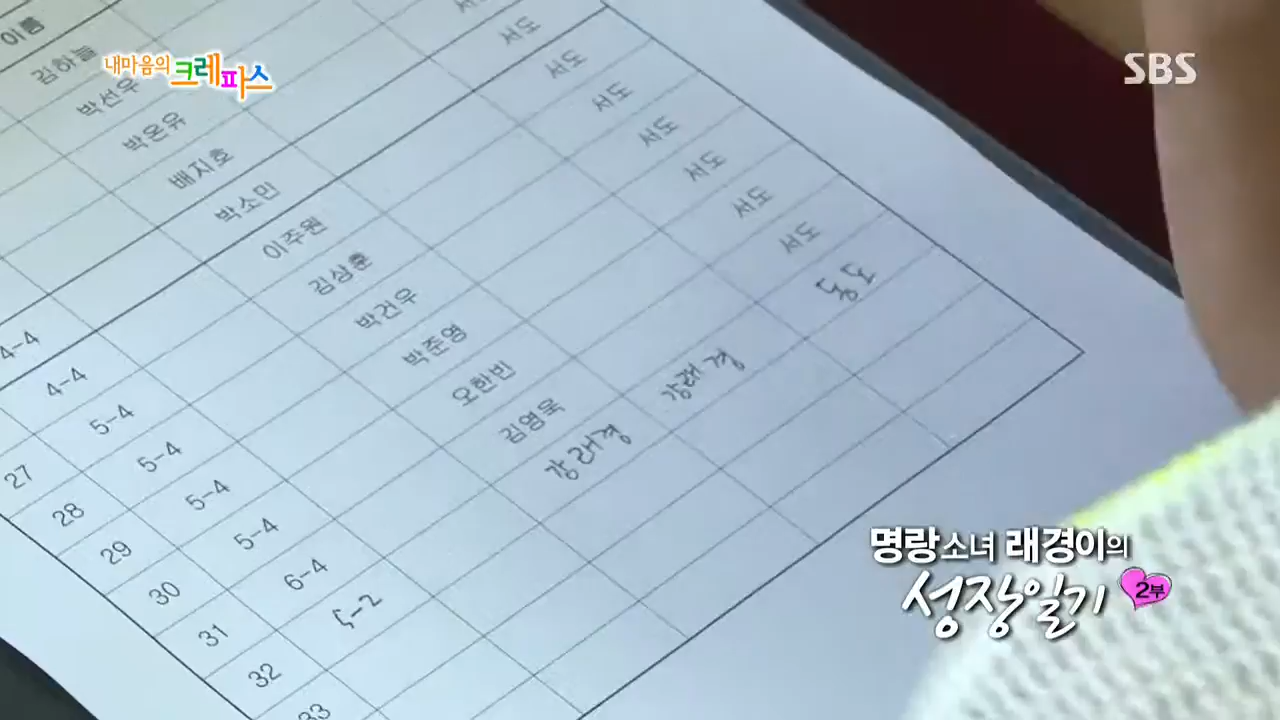 이름
김하늘
박선우
박온유
배지호
4-4 박소민 서도
4-4 이주원 서도
27 5-4 김상훈 서도
28 5-4 박건우 서도
29 5-4 박준영 서도
30 5-4 오한빈 서도
31 6-4 김영욱 서도
32 5-2 강래경 강래경 동도
33
내마음의 크레파스
SBS
명랑소녀 래경이의
성장일기 2부